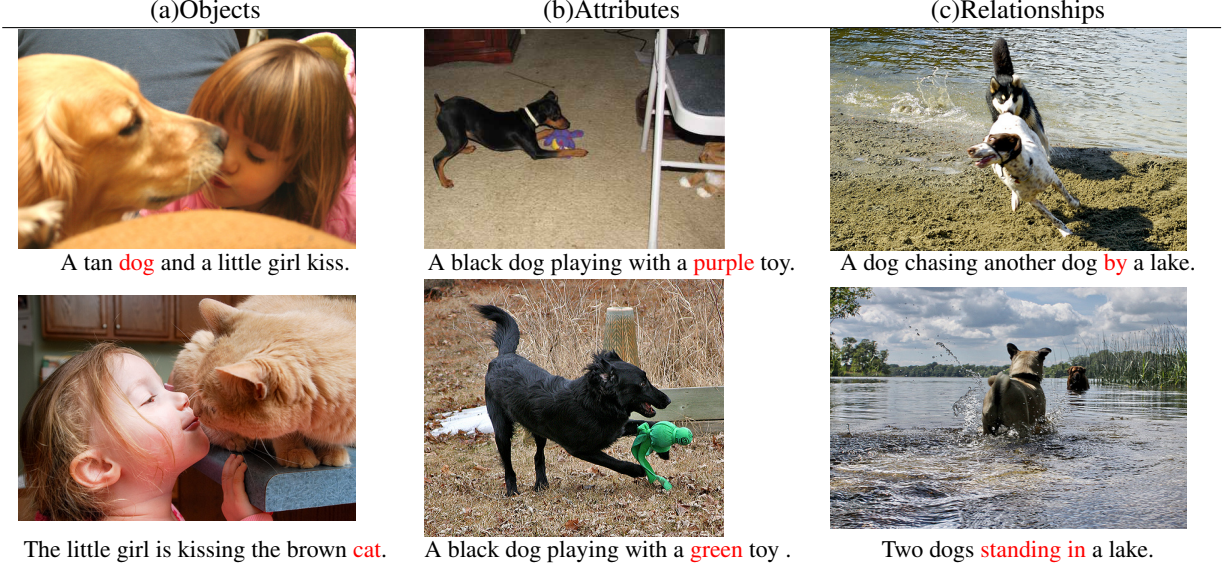 (a)Objects
(b)Attributes
(c)Relationships
A tan dog and a little girl kiss.
A black dog playing with a purple toy.
A dog chasing another dog by a lake.
The little girl is kissing the brown cat.
A black dog playing with a green toy .
Two dogs standing in a lake.